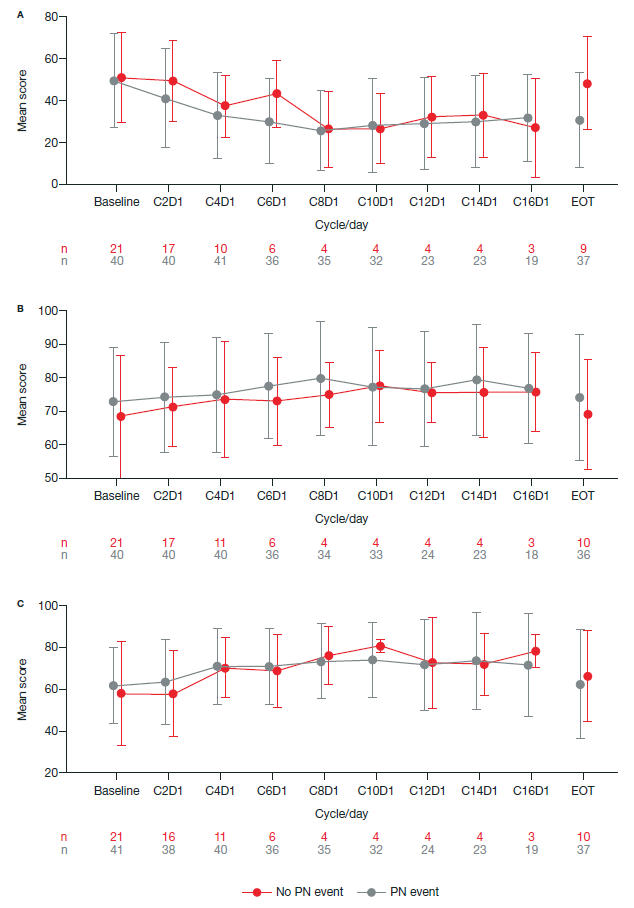 A
80
60
40
20
0
Mean score
Baseline C2D1 C4D1 C6D1 C8D1 C10D1 C12D1 C14D1 C16D1 EOT
Cycle/day
n 21 17 10 6 4 4 4 4 3 9
n 40 40 41 36 35 32 23 23 19 37
B
100
90
80
70
60
50
Mean score
Baseline C2D1 C4D1 C6D1 C8D1 C10D1 C12D1 C14D1 C16D1 EOT
Cycle/day
n 21 17 11 6 4 4 4 4 3 10
n 40 40 40 36 34 33 24 23 18 36
C
100
80
60
40
20
Mean score
Baseline C2D1 C4D1 C6D1 C8D1 C10D1 C12D1 C14D1 C16D1 EOT
Cycle/day
n 21 16 11 6 4 4 4 4 3 10
n 41 38 40 36 35 32 24 23 19 37
No PN event PN event